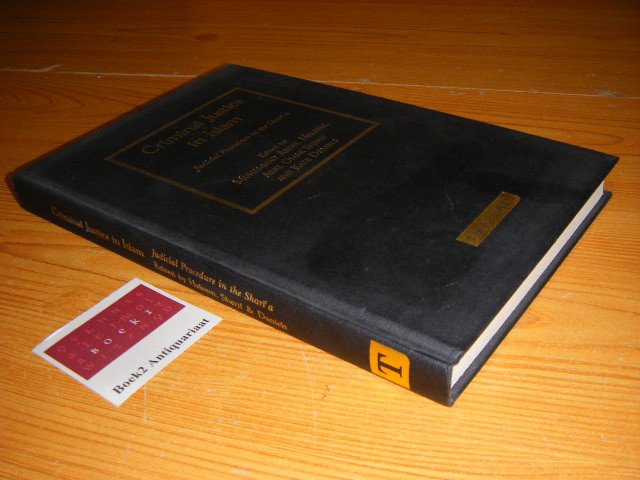 Criminal Justice
in Islam
Judicial Procedure in the Shari'a
Edited by
Muhammad Abdel Haleem
Adel Omar Sherif
and Kate Daniels
Criminal Justice in Islam Judicial Procedure in the Shari'a
Edited by Haleem, Sherif & Daniels
T
BOEK2
Boek2 Antiquariaat